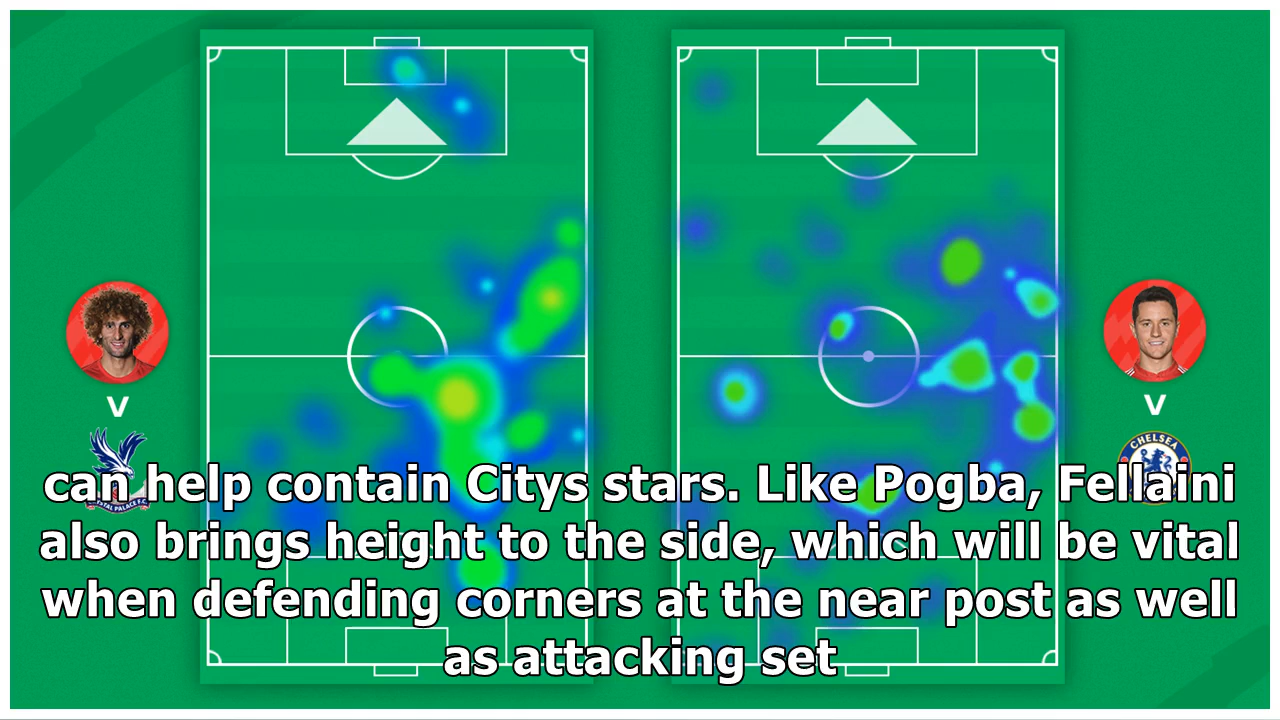 V
V
CHELSEA
can help contain Citys stars. Like Pogba, Fellaini
also brings height to the side, which will be vital
when defending corners at the near post as well
as attacking set